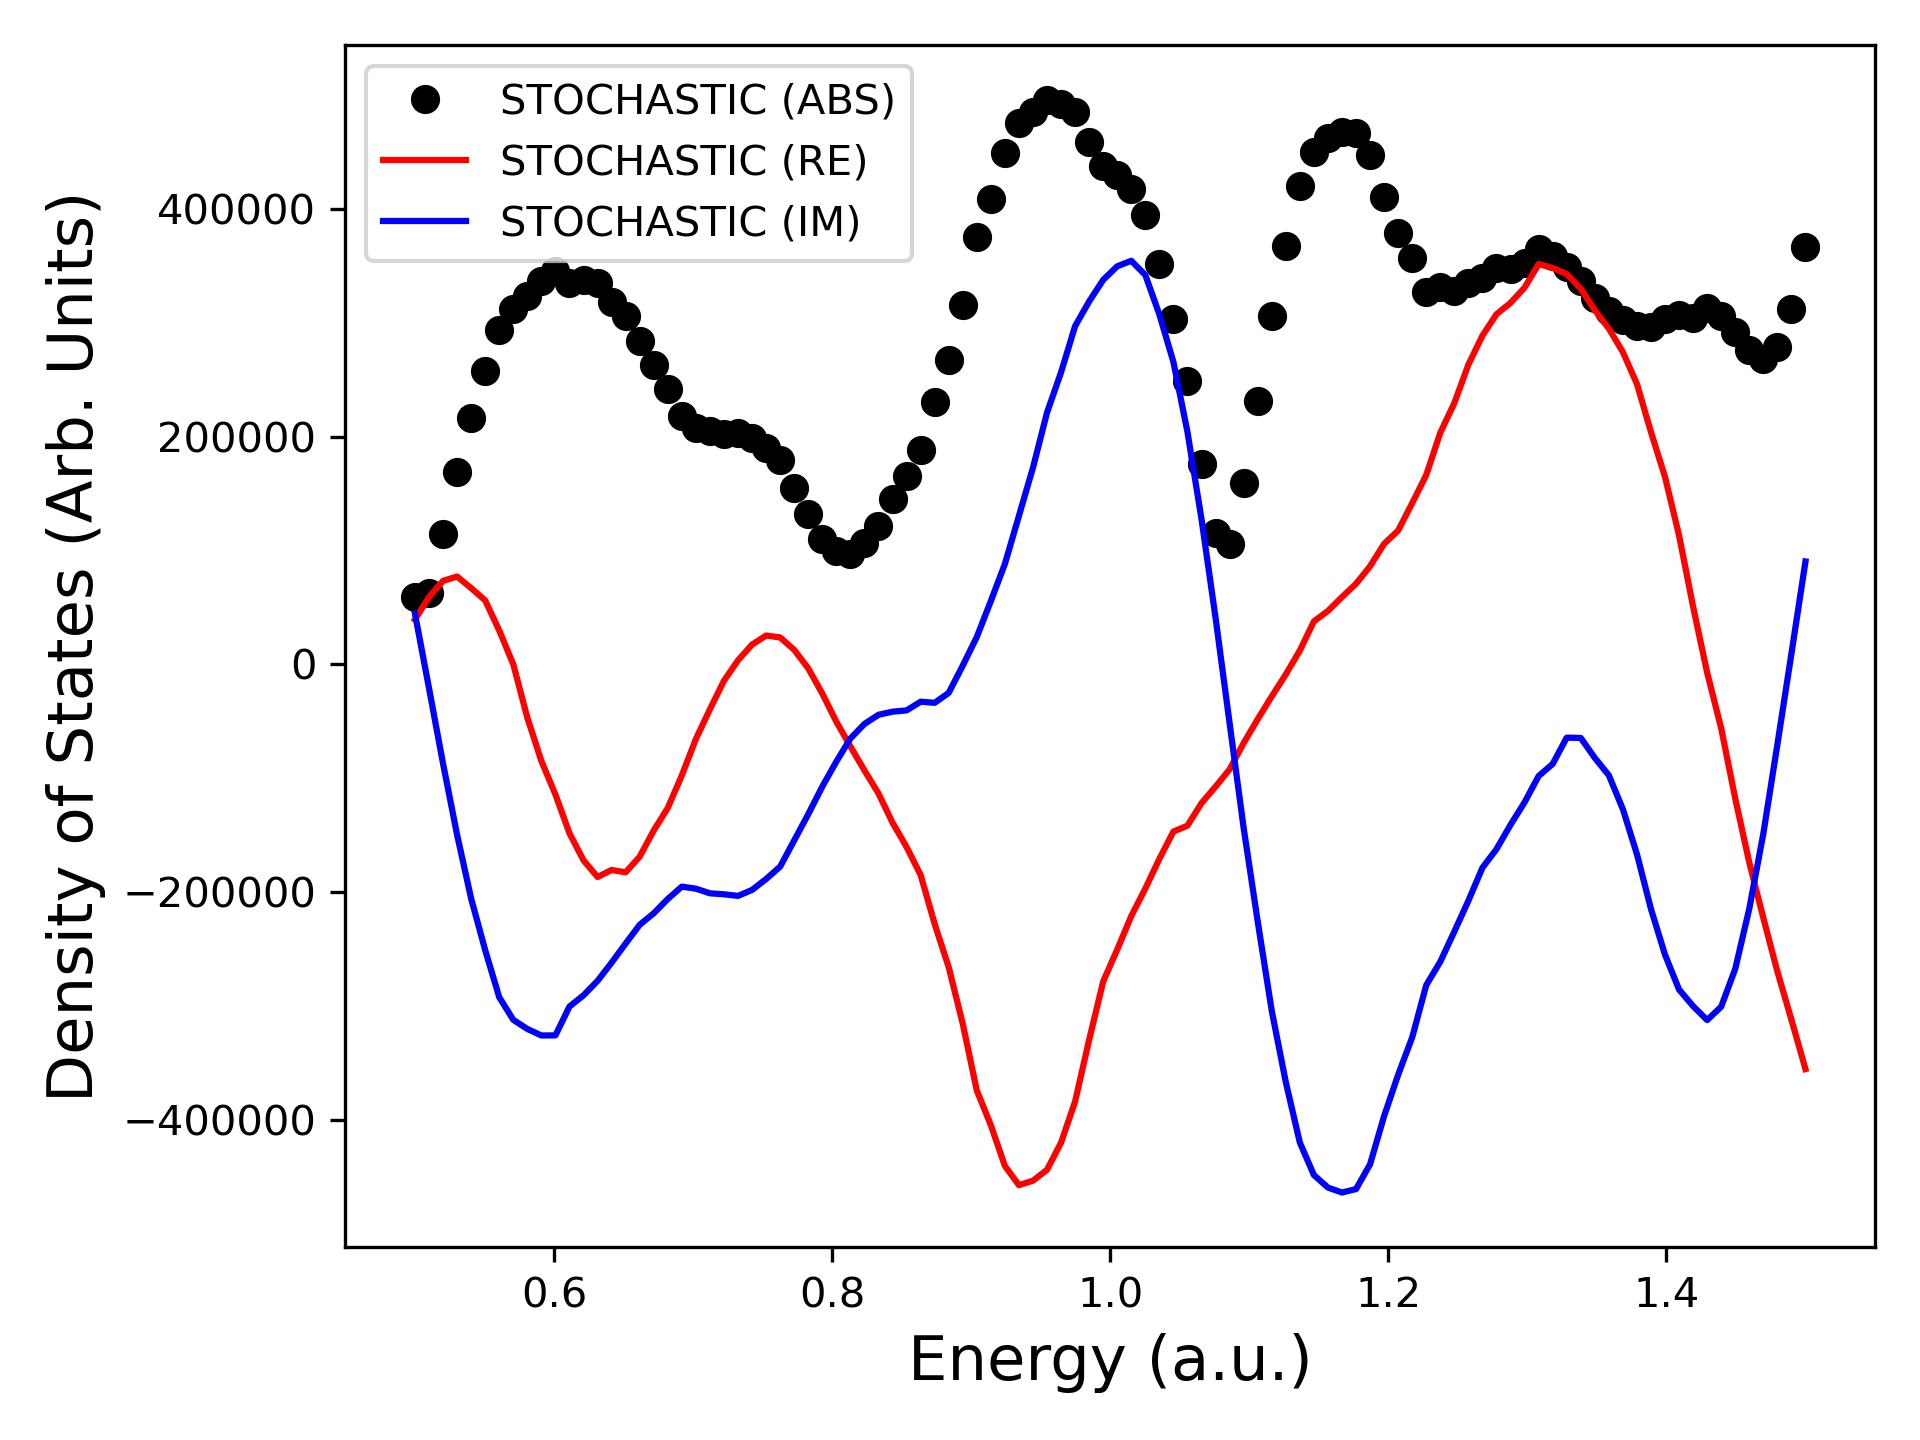 STOCHASTIC (ABS)
STOCHASTIC (RE)
STOCHASTIC (IM)
Density of States (Arb. Units)
400000
200000
0
−200000
−400000
0.6 0.8 1.0 1.2 1.4
Energy (a.u.)